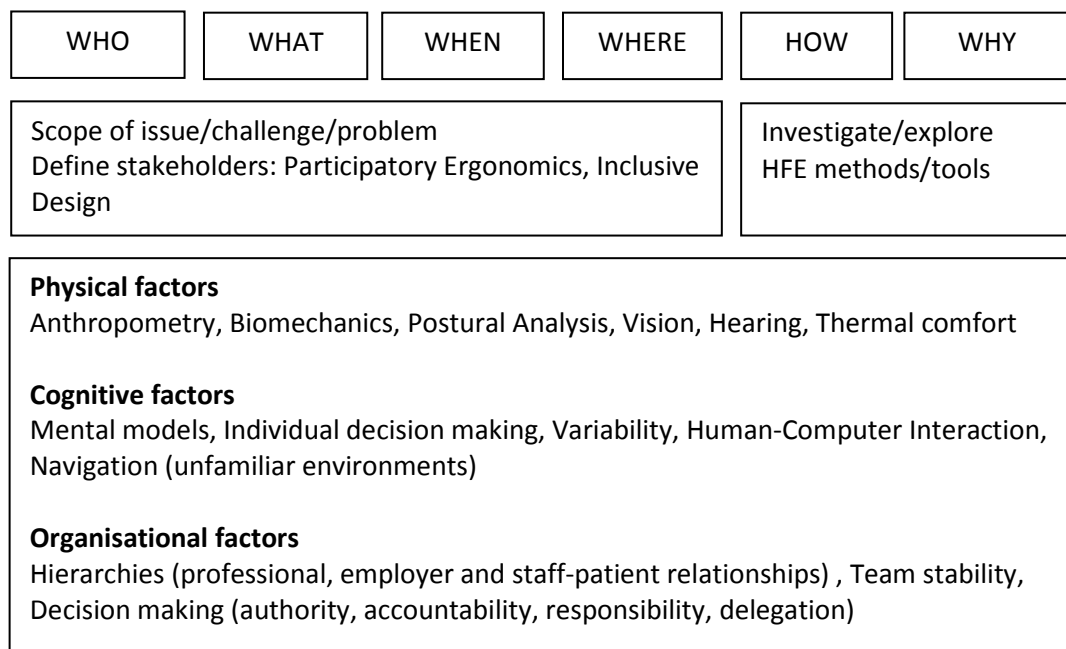 WHO WHAT WHEN WHERE HOW WHY
Scope of issue/challenge/problem
Define stakeholders: Participatory Ergonomics, Inclusive
Design
Investigate/explore
HFE methods/tools
Physical factors
Anthropometry, Biomechanics, Postural Analysis, Vision, Hearing, Thermal comfort
Cognitive factors
Mental models, Individual decision making, Variability, Human-Computer Interaction,
Navigation (unfamiliar environments)
Organisational factors
Hierarchies (professional, employer and staff-patient relationships) , Team stability,
Decision making (authority, accountability, responsibility, delegation)